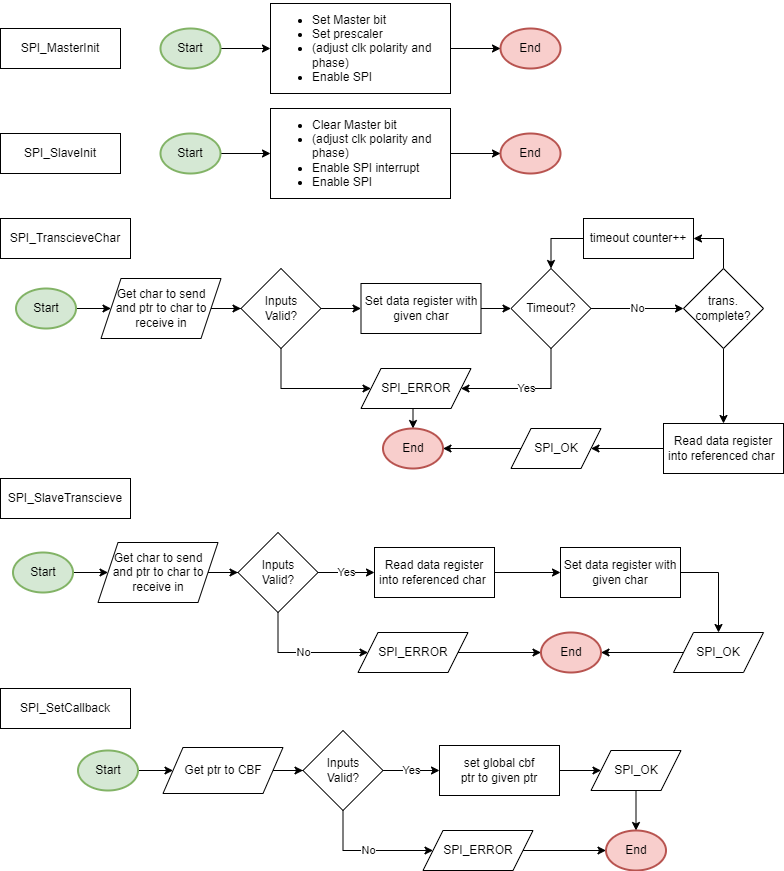 SPI_MasterInit
Start
Set Master bit
Set prescaler
(adjust clk polarity and
phase)
Enable SPI
End
SPI_SlaveInit
Start
Clear Master bit
(adjust clk polarity and
phase)
Enable SPI interrupt
Enable SPI
End
SPI_TranscieveChar
timeout counter++
Start
Get char to send
and ptr to char to
receive in
Inputs
Valid?
Set data register with
given char
Timeout?
No
trans.
complete?
SPI_ERROR
Yes
End
SPI_OK
Read data register
into referenced char
SPI_SlaveTranscieve
Start
Get char to send
and ptr to char to
receive in
Inputs
Valid?
Yes
Read data register
into referenced char
Set data register with
given char
No
SPI_ERROR
End
SPI_OK
SPI_SetCallback
Start
Get ptr to CBF
Inputs
Valid?
Yes
set global cbf
ptr to given ptr
SPI_OK
No
SPI_ERROR
End